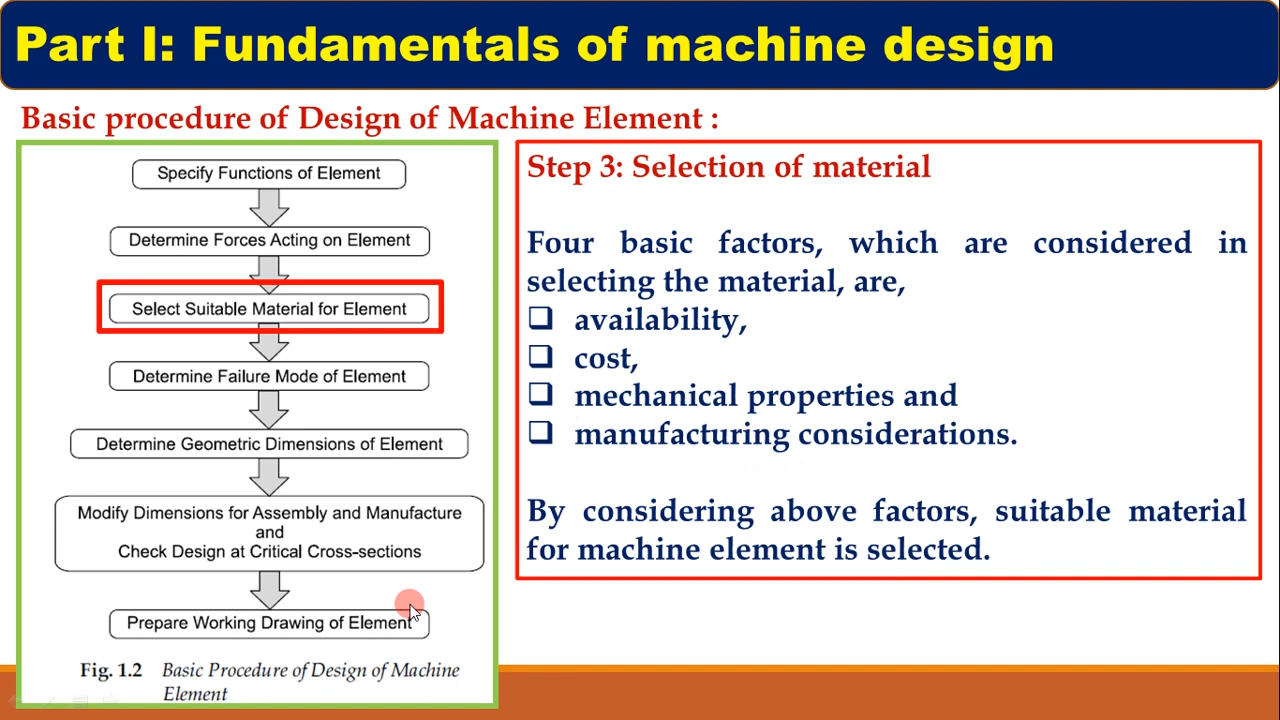 Part I: Fundamentals of machine design
Basic procedure of Design of Machine Element :
Specify Functions of Element
Determine Forces Acting on Element
Select Suitable Material for Element
Determine Failure Mode of Element
Determine Geometric Dimensions of Element
Modify Dimensions for Assembly and Manufacture
and
Check Design at Critical Cross-sections
Prepare Working Drawing of Element
Fig. 1.2 Basic Procedure of Design of Machine
Element
Step 3: Selection of material
Four basic factors, which are considered in
selecting the material, are,
❑ availability,
❑ cost,
❑ mechanical properties and
❑ manufacturing considerations.
By considering above factors, suitable material
for machine element is selected.